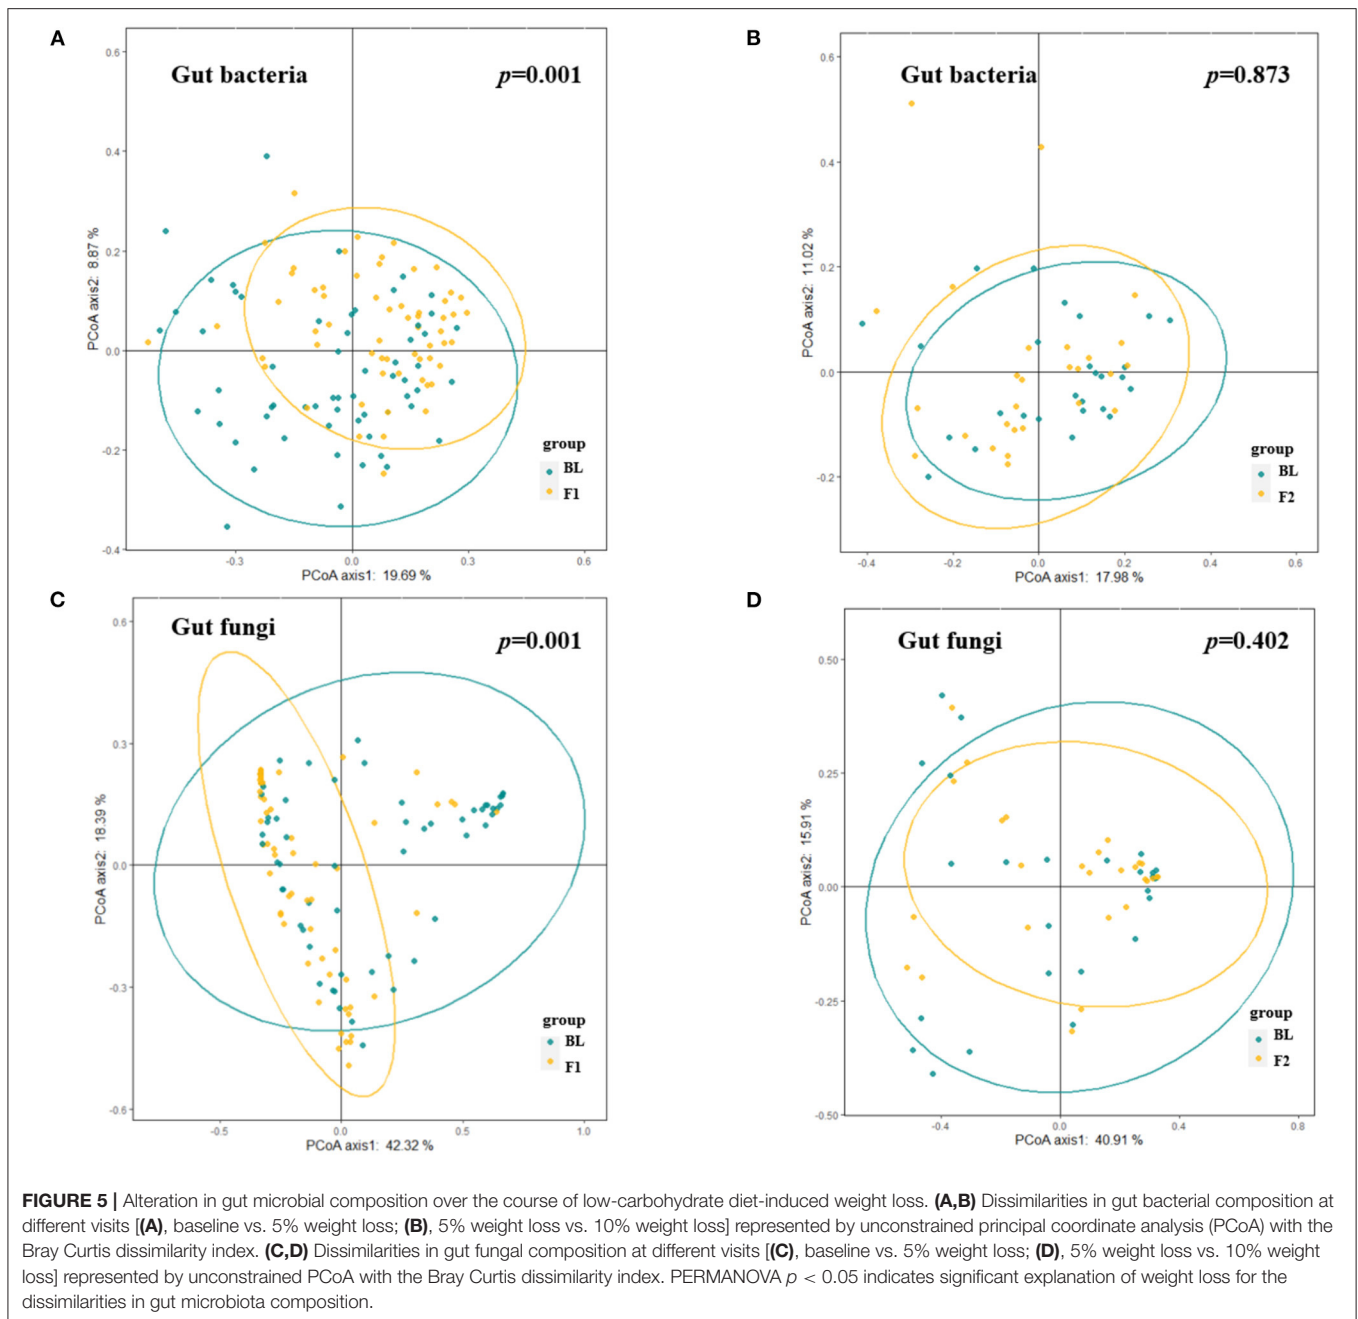 A
Gut bacteria
p=0.001
0.6
0.4
0.2
0.0
-0.2
-0.4
PCoA axis2: 8.87 %
-0.3
0.0
0.3
0.6
PCoA axis1: 19.69 %
group
BL
F1
B
Gut bacteria
p=0.873
0.6
0.4
0.2
0.0
-0.2
PCoA axis2: 11.02 %
-0.4
-0.2
0.0
0.2
0.4
0.6
PCoA axis1: 17.98 %
group
BL
F2
C
Gut fungi
p=0.001
0.6
0.3
0.0
-0.3
-0.6
PCoA axis2: 18.39 %
-0.5
0.0
0.5
1.0
PCoA axis1: 42.32 %
group
BL
F1
D
Gut fungi
p=0.402
0.50
0.25
0.00
-0.25
-0.50
PCoA axis2: 15.91 %
-0.4
0.0
0.4
0.8
PCoA axis1: 40.91 %
group
BL
F2
FIGURE 5 | Alteration in gut microbial composition over the course of low-carbohydrate diet-induced weight loss. (A,B) Dissimilarities in gut bacterial composition at
different visits [(A), baseline vs. 5% weight loss; (B), 5% weight loss vs. 10% weight loss] represented by unconstrained principal coordinate analysis (PCoA) with the
Bray Curtis dissimilarity index. (C,D) Dissimilarities in gut fungal composition at different visits [(C), baseline vs. 5% weight loss; (D), 5% weight loss vs. 10% weight
loss] represented by unconstrained PCoA with the Bray Curtis dissimilarity index. PERMANOVA p < 0.05 indicates significant explanation of weight loss for the
dissimilarities in gut microbiota composition.